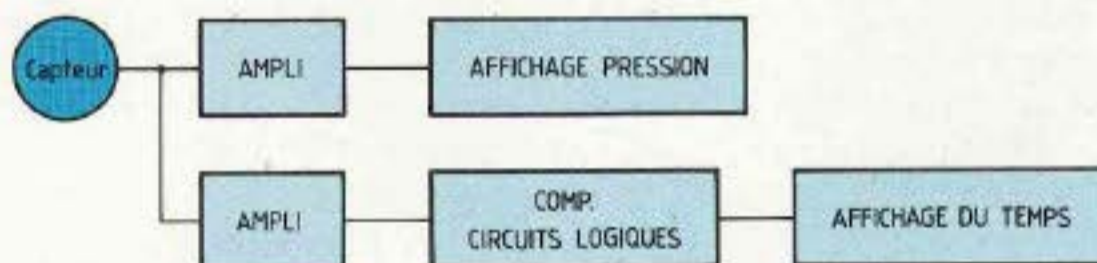 Capteur
AMPLI
AFFICHAGE PRESSION
AMPLI
COMP.
CIRCUITS LOGIQUES
AFFICHAGE DU TEMPS